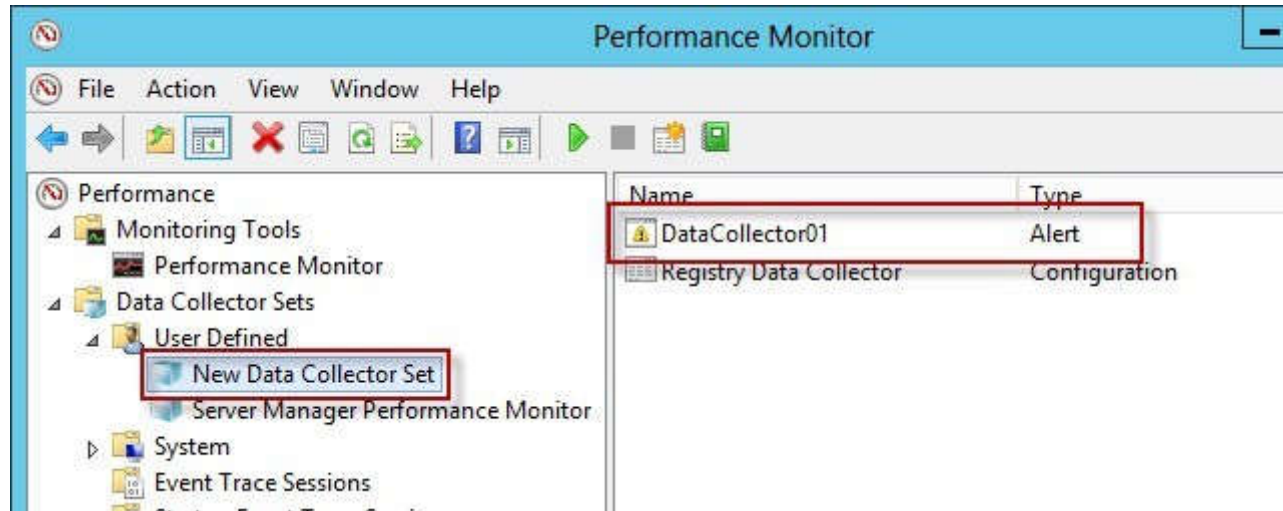 Performance Monitor
File Action View Window Help
Performance
Monitoring Tools
Performance Monitor
Data Collector Sets
User Defined
New Data Collector Set
Server Manager Performance Monitor
System
Event Trace Sessions
Name Type
DataCollector01 Alert
Registry Data Collector Configuration